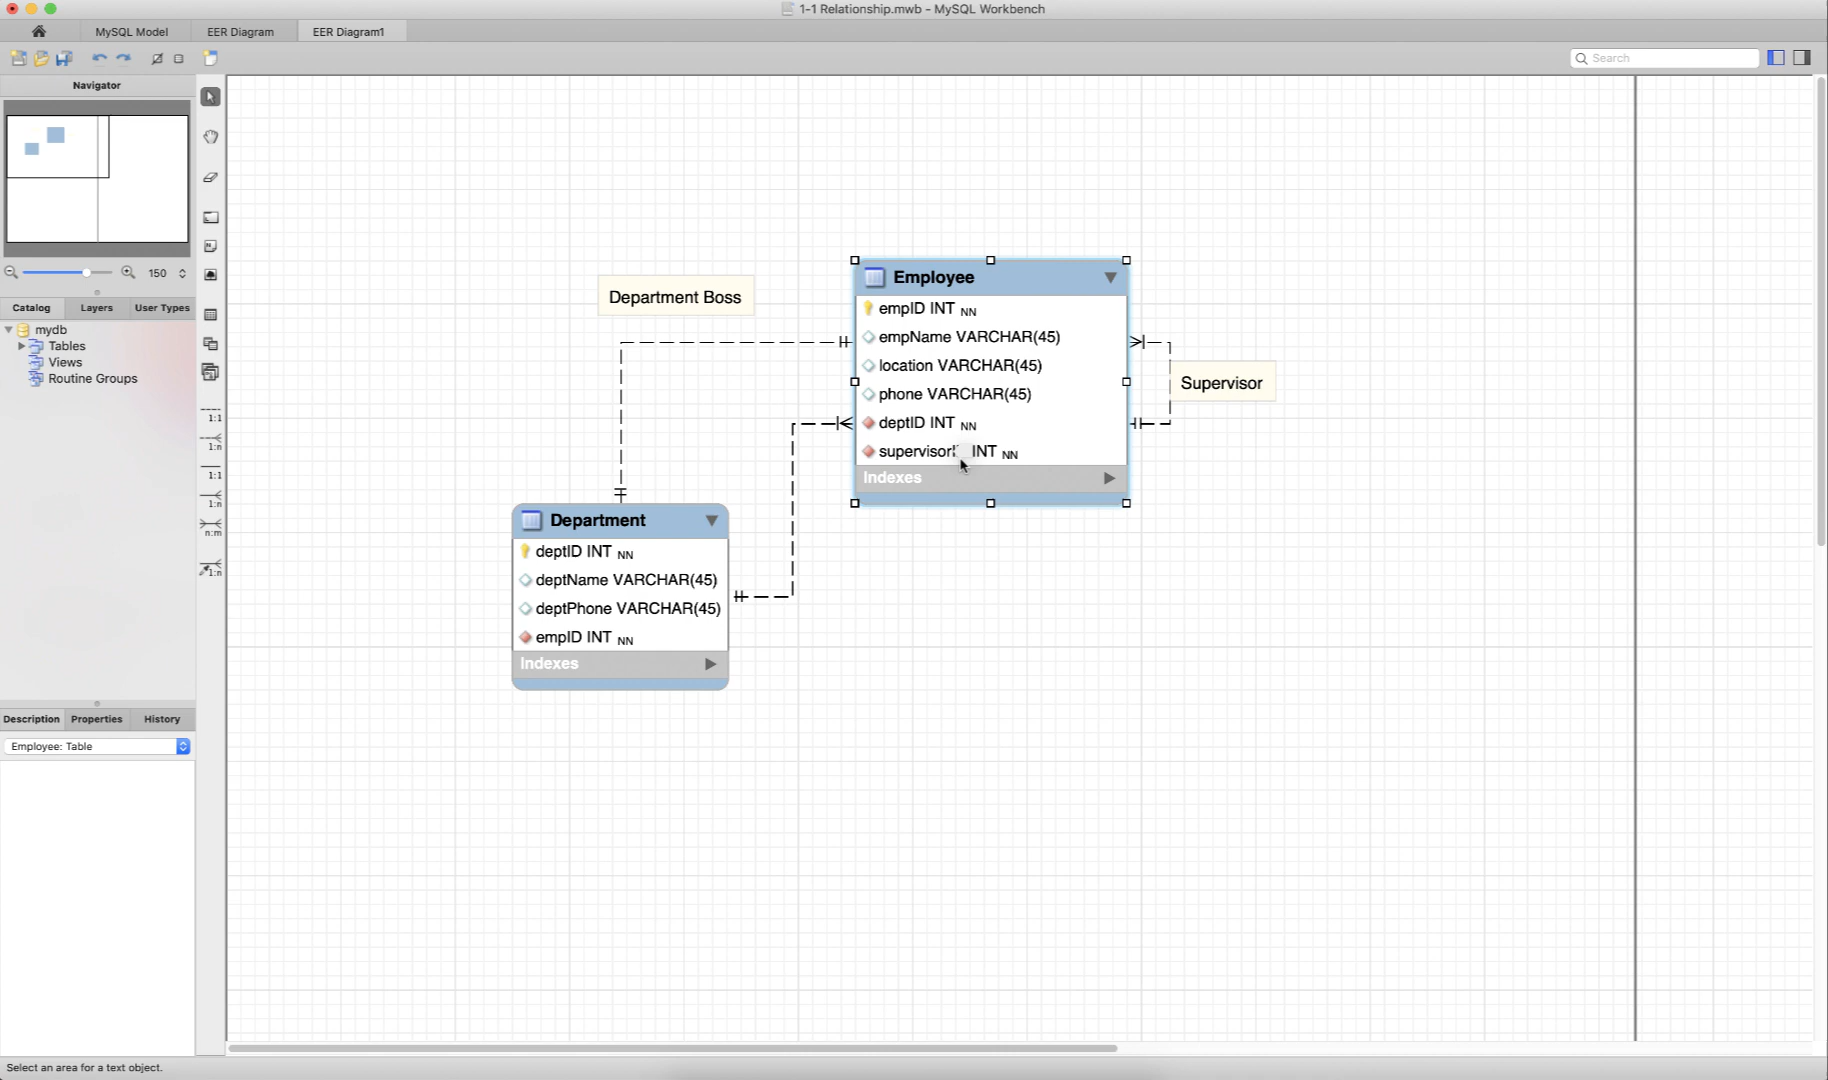 1-1 Relationship.mwb - MySQL Workbench
MySQL Model
EER Diagram
EER Diagram1
Search
Navigator
150
Catalog
Layers
User Types
mydb
Tables
Views
Routine Groups
1:1
1:n
1:1
1:n
n:m
1:n
Description
Properties
History
Employee: Table
Department Boss
Employee
empID INT NN
empName VARCHAR(45)
location VARCHAR(45)
phone VARCHAR(45)
deptID INT NN
INT NN
Indexes
Supervisor
Department
deptID INT NN
deptName VARCHAR(45)
deptPhone VARCHAR(45)
empID INT NN
Indexes
Select an area for a text object.